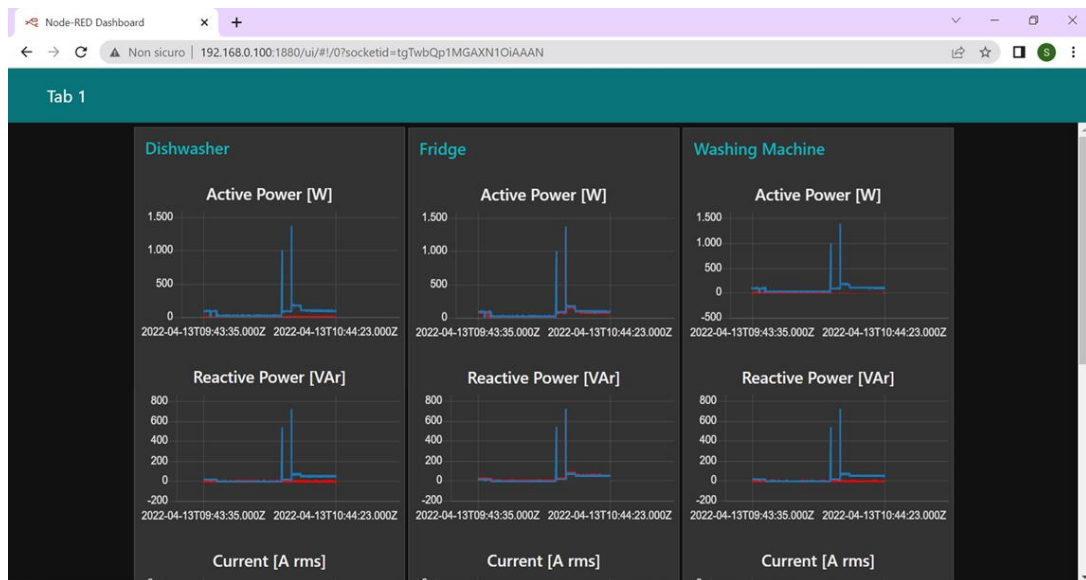 Node-RED Dashboard
Non sicuro | 192.168.0.100:1880/ui/#!/0?socketid=tgTwbQp1MGAXN1OiAAAN
S
Tab 1
Dishwasher
Active Power [W]
1.500
1.000
500
0
2022-04-13T09:43:35.000Z 2022-04-13T10:44:23.000Z
Reactive Power [VAr]
800
600
400
200
0
-200
2022-04-13T09:43:35.000Z 2022-04-13T10:44:23.000Z
Current [A rms]
Fridge
Active Power [W]
1.500
1.000
500
0
2022-04-13T09:43:35.000Z 2022-04-13T10:44:23.000Z
Reactive Power [VAr]
800
600
400
200
0
-200
2022-04-13T09:43:35.000Z 2022-04-13T10:44:23.000Z
Current [A rms]
Washing Machine
Active Power [W]
1.500
1.000
500
0
-500
2022-04-13T09:43:35.000Z 2022-04-13T10:44:23.000Z
Reactive Power [VAr]
800
600
400
200
0
-200
2022-04-13T09:43:35.000Z 2022-04-13T10:44:23.000Z
Current [A rms]